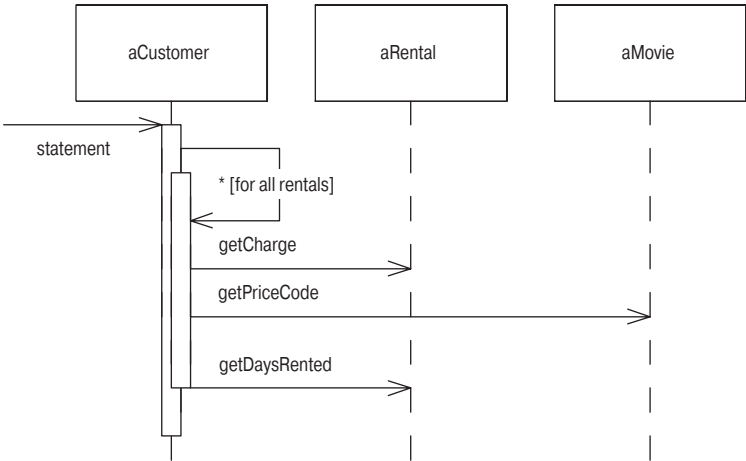 aCustomer
aRental
aMovie
statement
* [for all rentals]
getCharge
getPriceCode
getDaysRented